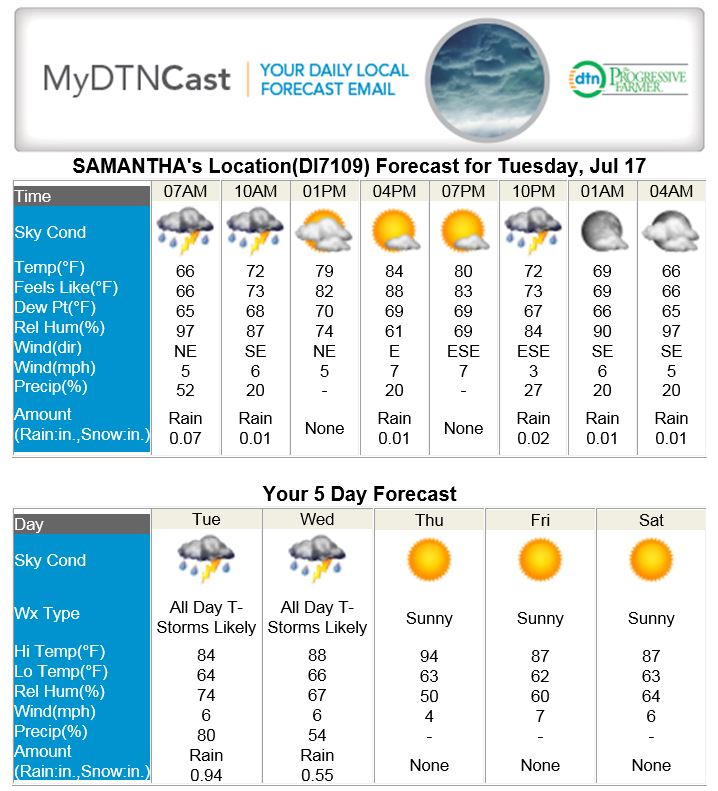 MyDTNCast
YOUR DAILY LOCAL
FORECAST EMAIL
dtn
The
PROGRESSIVE
FARMER
SAMANTHA's Location(DI7109) Forecast for Tuesday, Jul 17
Time 07AM 10AM 01PM 04PM 07PM 10PM 01AM 04AM
Sky Cond
Temp(°F) 66 72 79 84 80 72 69 66
Feels Like(°F) 66 73 82 88 83 73 69 66
Dew Pt(°F) 65 68 70 69 69 67 66 65
Rel Hum(%) 97 87 74 61 69 84 90 97
Wind(dir) NE SE NE E ESE ESE SE SE
Wind(mph) 5 6 5 7 7 3 6 5
Precip(%) 52 20 - 20 - 27 20 20
Amount Rain Rain None Rain None Rain Rain Rain
(Rain:in.,Snow:in.) 0.07 0.01 0.01 0.02 0.01 0.01
Your 5 Day Forecast
Day Tue Wed Thu Fri Sat
Sky Cond
Wx Type All Day T- All Day T- Sunny Sunny Sunny
Storms Likely Storms Likely
Hi Temp(°F) 84 88 94 87 87
Lo Temp(°F) 64 66 63 62 63
Rel Hum(%) 74 67 50 60 64
Wind(mph) 6 6 4 7 6
Precip(%) 80 54 - - -
Amount Rain Rain None None None
(Rain:in.,Snow:in.) 0.94 0.55